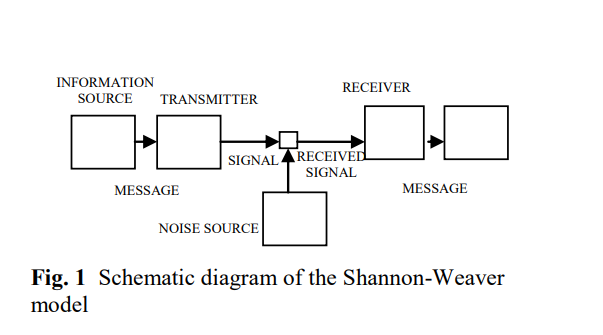 INFORMATION
SOURCE
TRANSMITTER
RECEIVER
SIGNAL
RECEIVED
SIGNAL
MESSAGE
MESSAGE
NOISE SOURCE
Fig. 1 Schematic diagram of the Shannon-Weaver
model